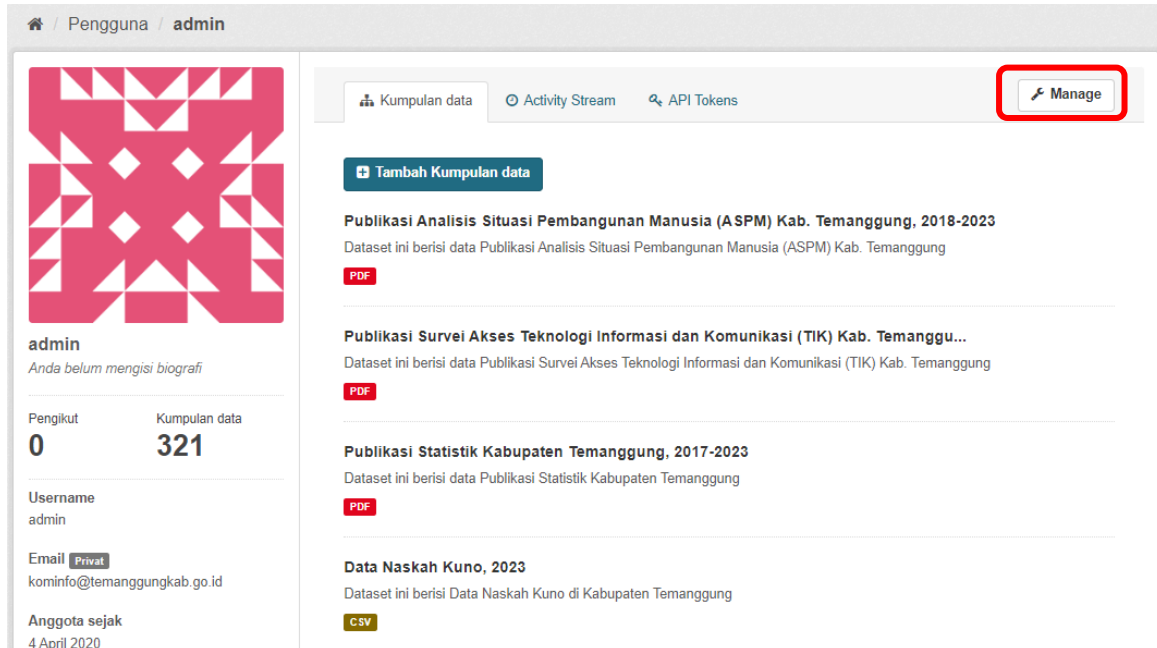 / Pengguna / admin
Kumpulan data
Activity Stream
API Tokens
Manage
Tambah Kumpulan data
Publikasi Analisis Situasi Pembangunan Manusia (ASPM) Kab. Temanggung, 2018-2023
Dataset ini berisi data Publikasi Analisis Situasi Pembangunan Manusia (ASPM) Kab. Temanggung
PDF
Publikasi Survei Akses Teknologi Informasi dan Komunikasi (TIK) Kab. Temanggu...
Dataset ini berisi data Publikasi Survei Akses Teknologi Informasi dan Komunikasi (TIK) Kab. Temanggung
PDF
Publikasi Statistik Kabupaten Temanggung, 2017-2023
Dataset ini berisi data Publikasi Statistik Kabupaten Temanggung
PDF
Data Naskah Kuno, 2023
Dataset ini berisi Data Naskah Kuno di Kabupaten Temanggung
CSV
admin
Anda belum mengisi biografi
Pengikut
0
Kumpulan data
321
Username
admin
Email Privat
kominfo@temanggungkab.go.id
Anggota sejak
4 April 2020